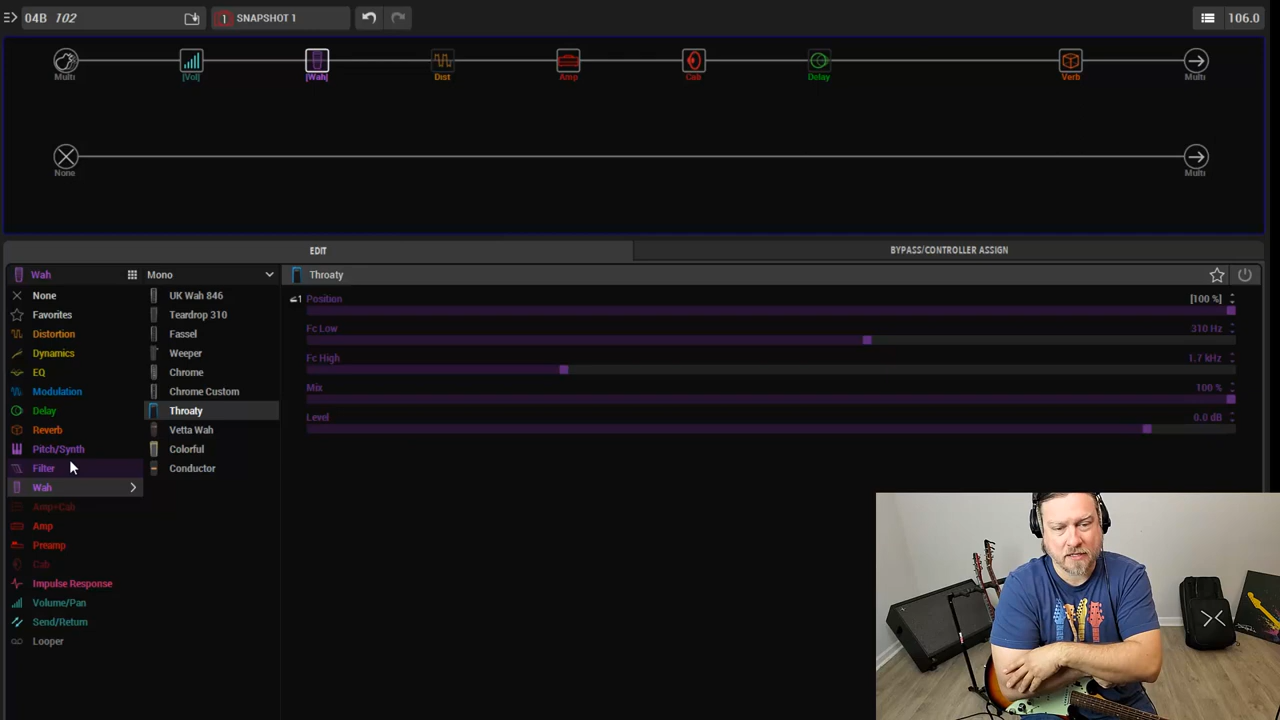 04B 102
1 SNAPSHOT 1
106.0
Multi [Vol] [Wah] Dist Amp Cab Delay Verb Multi
None Multi
EDIT BYPASS/CONTROLLER ASSIGN
Wah Mono Throaty
None
Favorites
Distortion
Dynamics
EQ
Modulation
Delay
Reverb
Pitch/Synth
Filter
Wah
Amp+Cab
Amp
Preamp
Cab
Impulse Response
Volume/Pan
Send/Return
Looper
UK Wah 846
Teardrop 310
Fassel
Weeper
Chrome
Chrome Custom
Throaty
Vetta Wah
Colorful
Conductor
1 Position [100 %]
Fc Low 310 Hz
Fc High 1.7 kHz
Mix 100 %
Level 0.0 dB